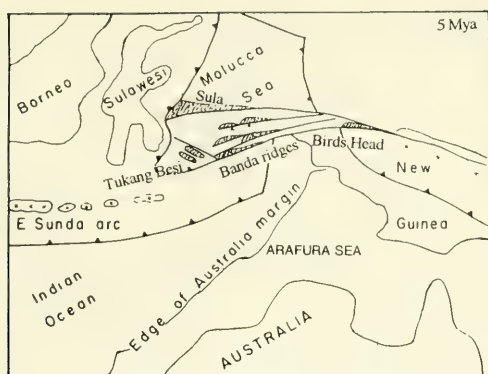 5 Mya
Borneo
Sulawesi
Molucca
Sea
Sula
Tukang Besi
Banda ridges
Birds Head
New
Guinea
E Sunda arc
Edge of Australia margin
ARAFURA SEA
Indian
Ocean
AUSTRALIA